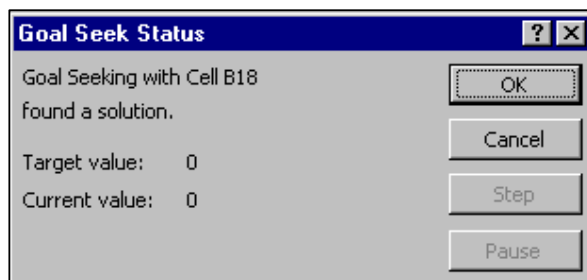 Goal Seek Status
? X
Goal Seeking with Cell B18
found a solution.
Target value: 0
Current value: 0
OK
Cancel
Step
Pause